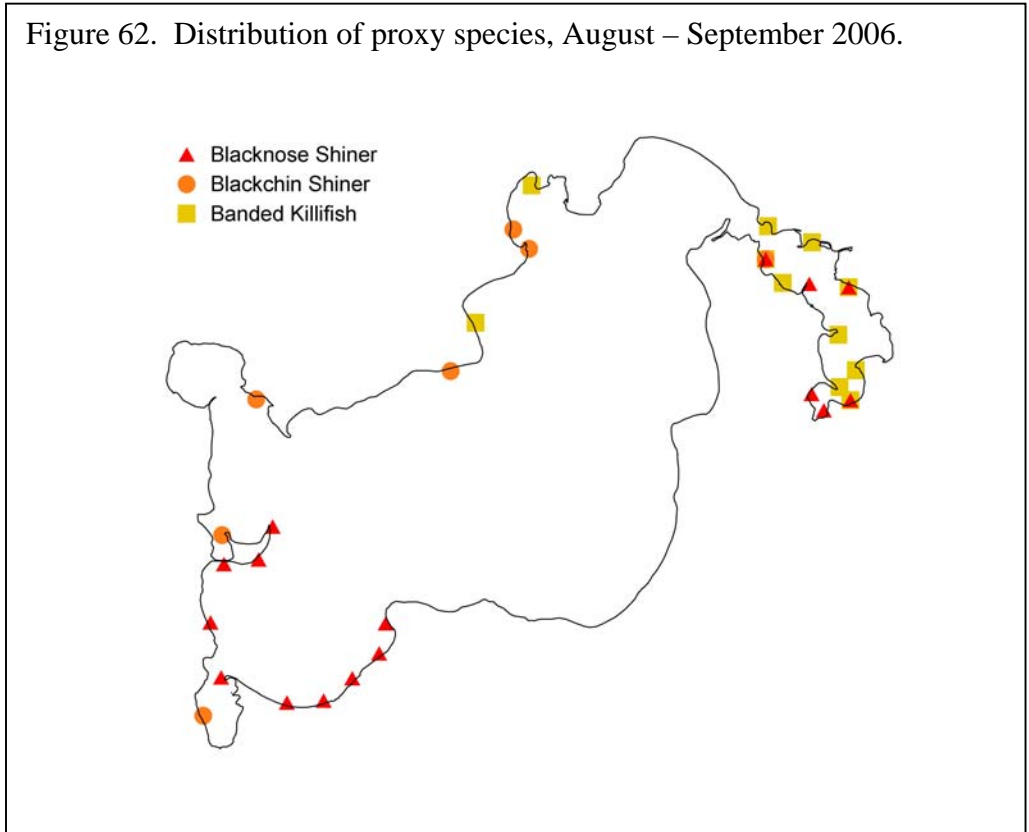 Figure 62.  Distribution of proxy species, August – September 2006.
Blacknose Shiner
Blackchin Shiner
Banded Killifish